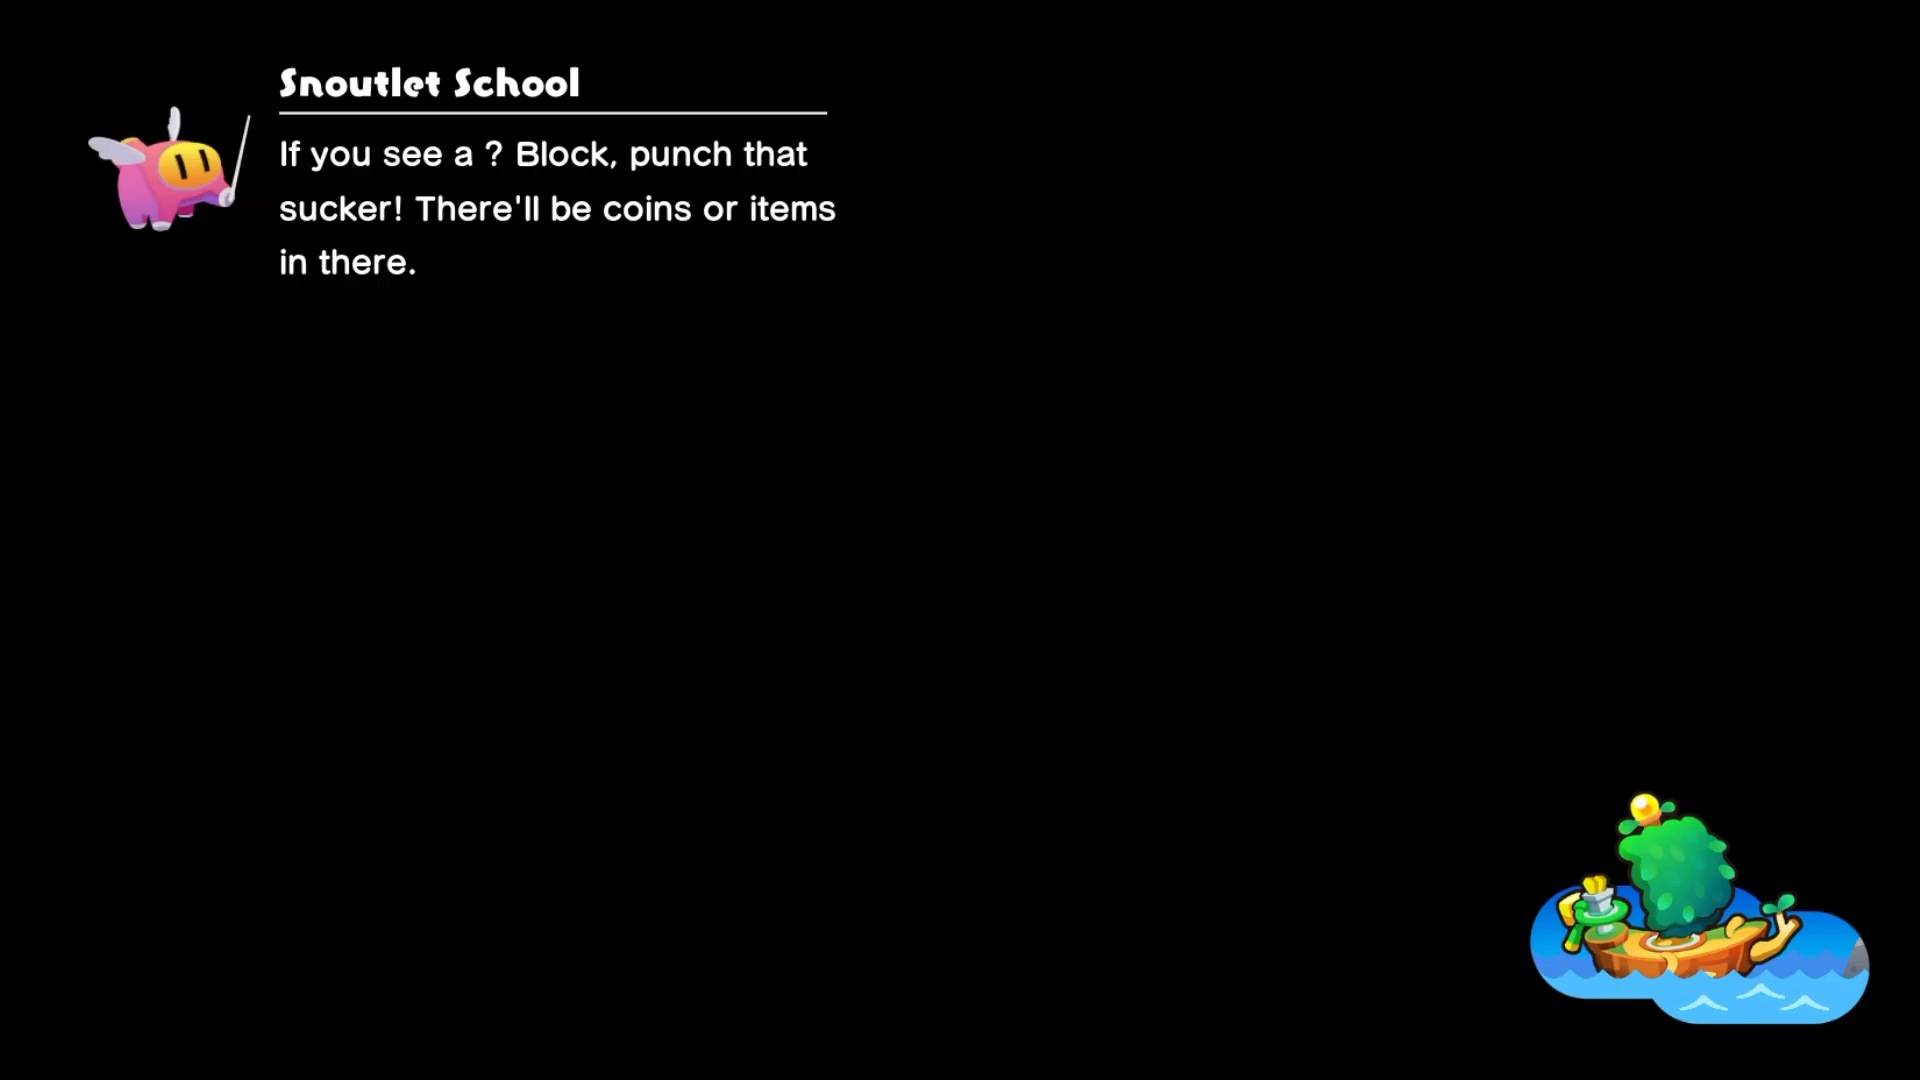 Snoutlet School
If you see a ? Block, punch that
sucker! There'll be coins or items
in there.